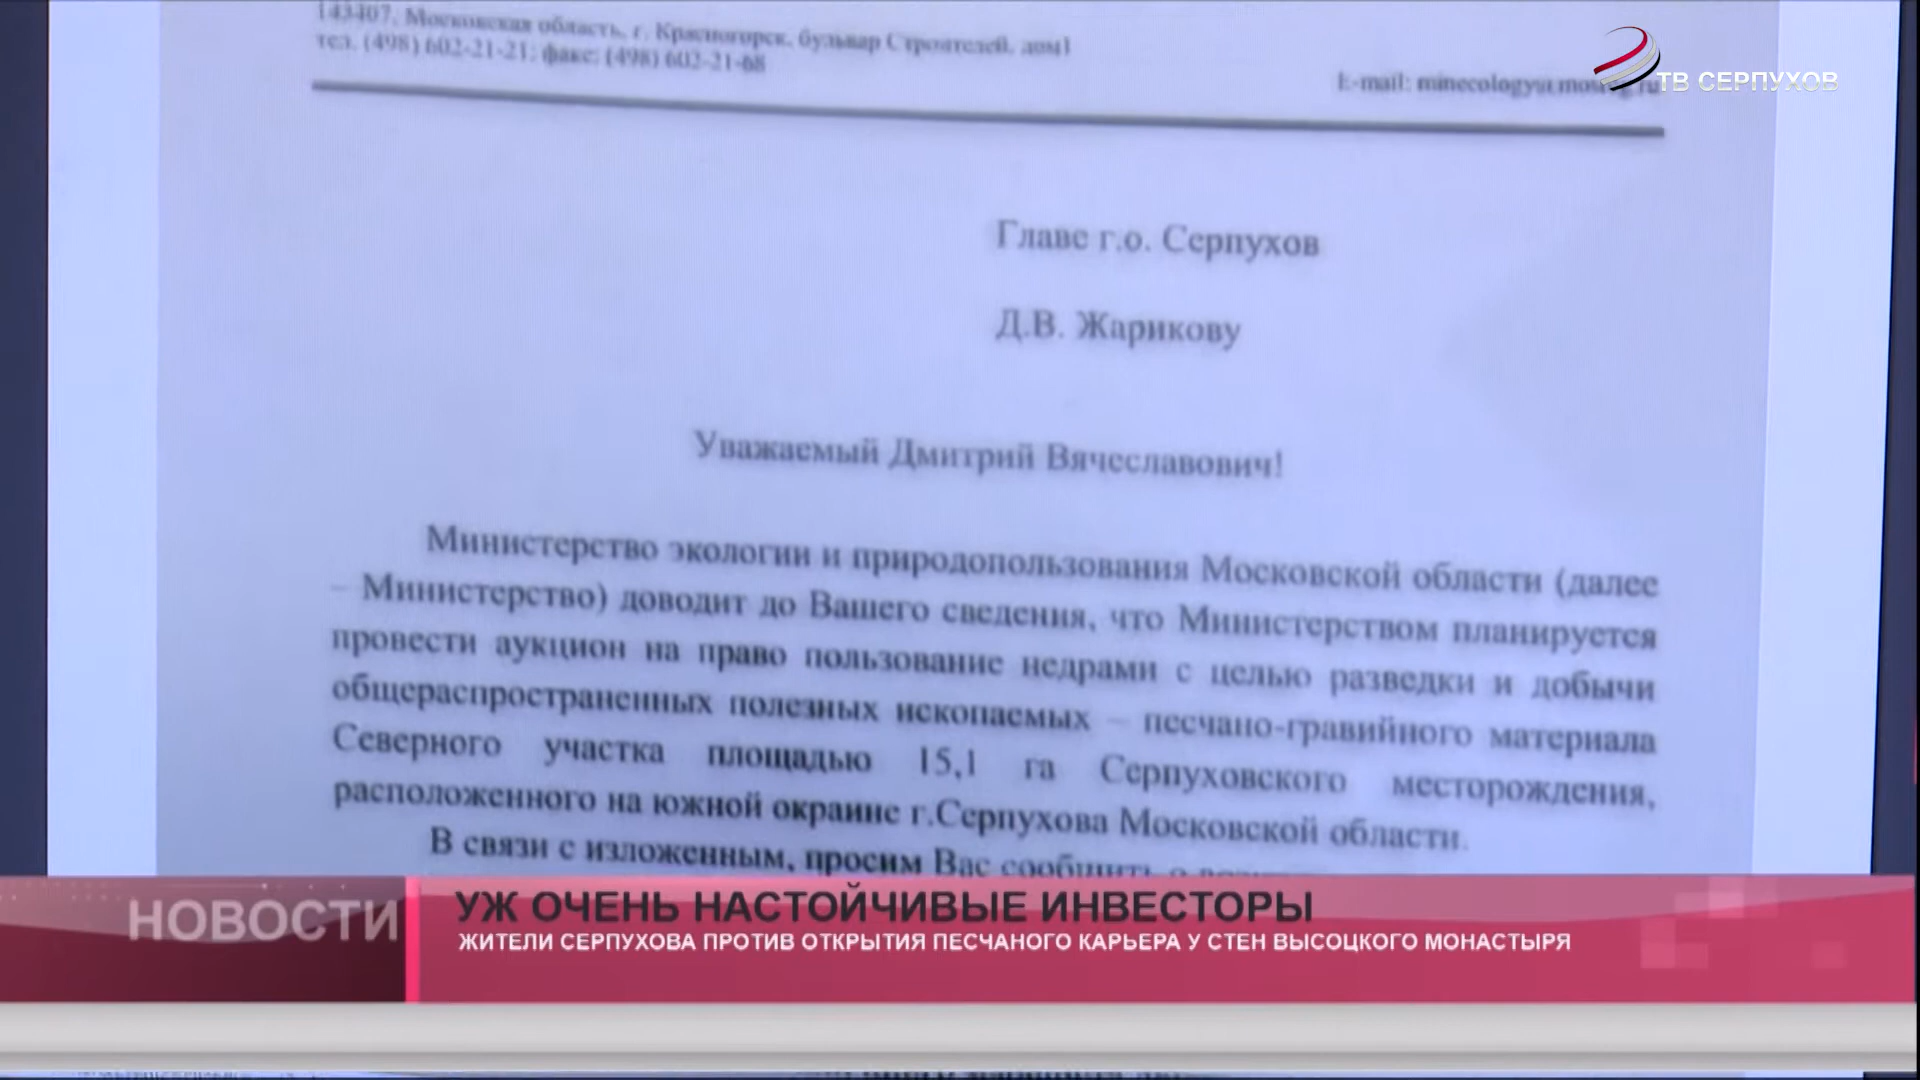 143407, Московская область, г. Красногорск, бульвар Строителей, дом1
тел. (498) 602-21-21; факс: (498) 602-21-68
E-mail:
ТВ СЕРПУХОВ
Главе г.о. Серпухов
Д.В. Жарикову
Уважаемый Дмитрий Вячеславович!
Министерство экологии и природопользования Московской области (далее
– Министерство) доводит до Вашего сведения, что Министерством планируется
провести аукцион на право пользование недрами с целью разведки и добычи
общераспространенных полезных ископаемых – песчано-гравийного материала
Северного участка площадью 15,1 га Серпуховского месторождения,
расположенного на южной окраине г.Серпухова Московской области.
В связи с изложенным, просим Вас сообщить о
НОВОСТИ
УЖ ОЧЕНЬ НАСТОЙЧИВЫЕ ИНВЕСТОРЫ
ЖИТЕЛИ СЕРПУХОВА ПРОТИВ ОТКРЫТИЯ ПЕСЧАНОГО КАРЬЕРА У СТЕН ВЫСОЦКОГО МОНАСТЫРЯ